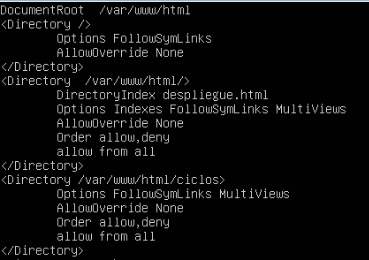 DocumentRoot  /var/www/html
<Directory />
        Options FollowSymLinks
        AllowOverride None
</Directory>
<Directory  /var/www/html/>
        DirectoryIndex despliegue.html
        Options Indexes FollowSymLinks MultiViews
        AllowOverride None
        Order allow,deny
        allow from all
</Directory>
<Directory /var/www/html/ciclos>
        Options FollowSymLinks MultiViews
        AllowOverride None
        Order allow,deny
        allow from all
</Directory>